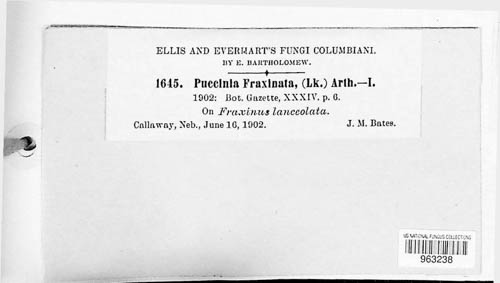 ELLIS AND EVERHART'S FUNGI COLUMBIANI.
BY E. BARTHOLOMEW.
1645. Puccinia Fraxinata, (Lk.) Arth.—I.
1902: Bot. Gazette, XXXIV. p. 6.
On Fraxinus lanceolata.
Callaway, Neb., June 16, 1902. J. M. Bates.
US NATIONAL FUNGUS COLLECTIONS
963238